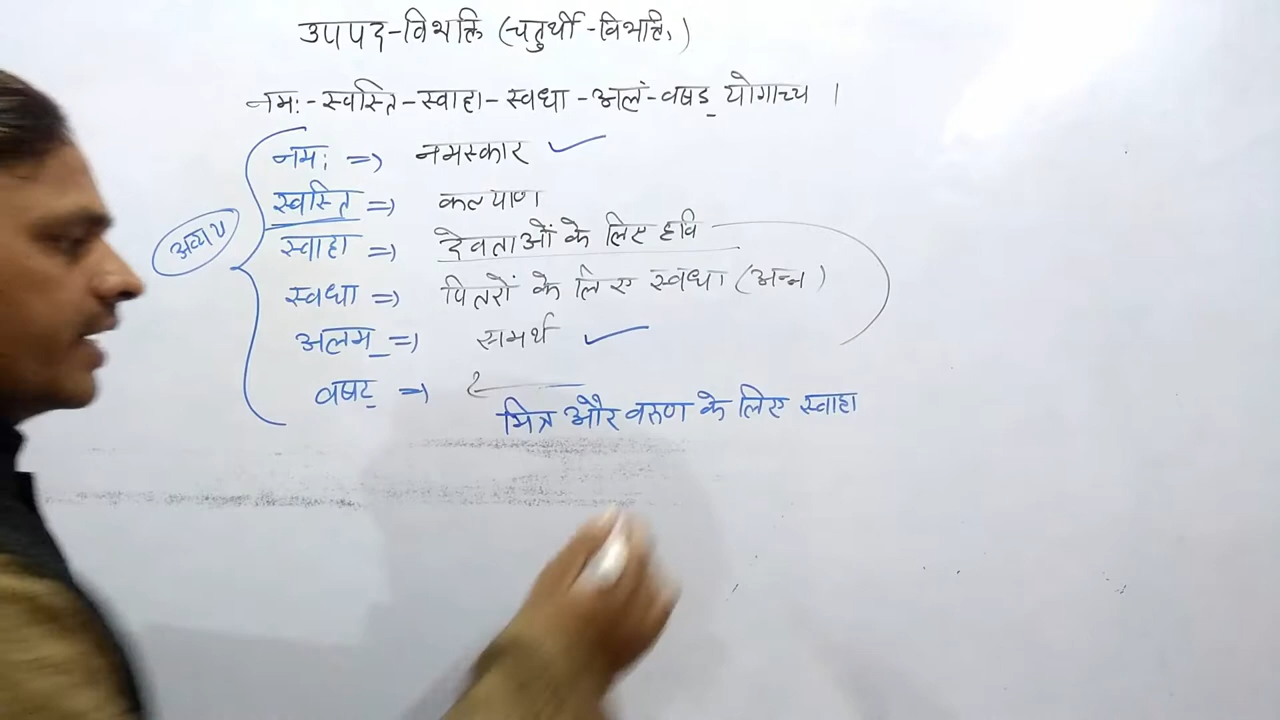 उपपद-विभक्ति (चतुर्थी-विभक्ति)
नमः-स्वस्ति-स्वाहा-स्वधा-अलं-वषड् योगाच्य ।
नमः => नमस्कार ✓
स्वस्ति => कल्याण
अव्यय
स्वाहा => देवताओं के लिए हवि
स्वधा => पितरों के लिए स्वधा (अन्न)
अलम् => समर्थ ✓
वषट् =>
मित्र और वरुण के लिए स्वाहा